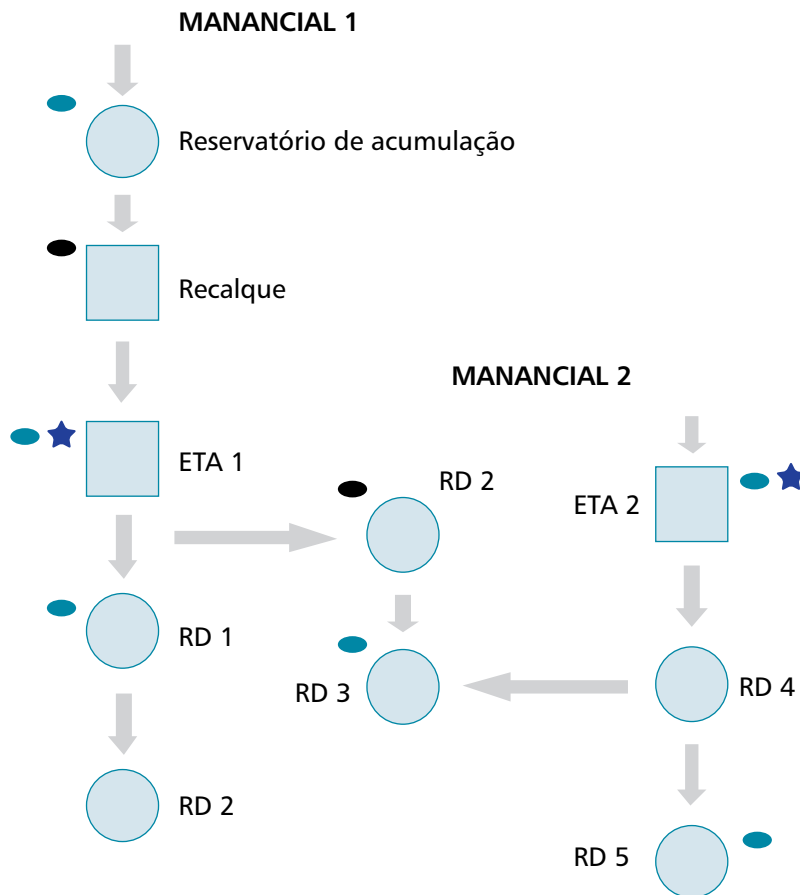 MANANCIAL 1
Reservatório de acumulação
Recalque
MANANCIAL 2
ETA 1
RD 2
ETA 2
RD 1
RD 3
RD 4
RD 2
RD 5